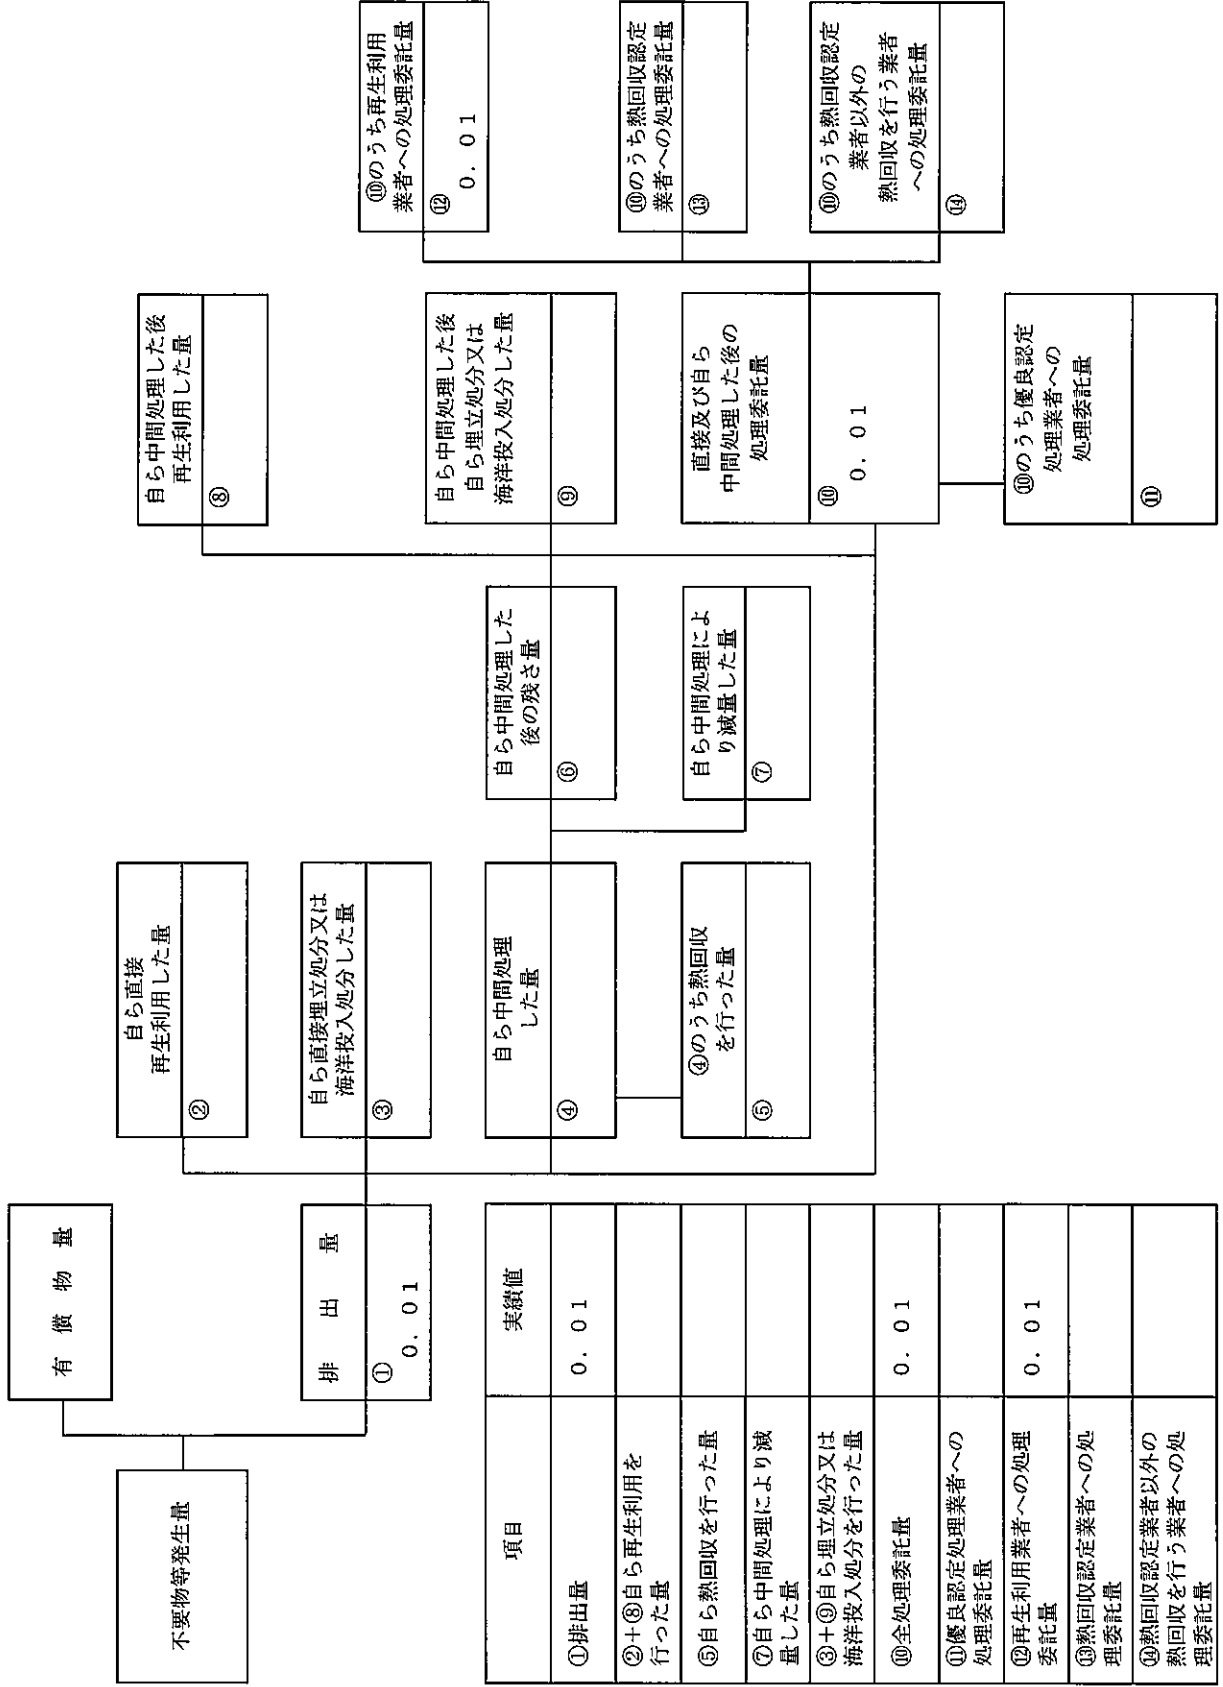 有償物量
不要物等発生量
排出量
①
0.01
自ら直接
再生利用した量
②
自ら直接埋立処分又は
海洋投入処分した量
③
自ら中間処理
した量
④
④のうち熱回収
を行った量
⑤
自ら中間処理した
後の残さ量
⑥
自ら中間処理によ
り減量した量
⑦
自ら中間処理した後
再生利用した量
⑧
自ら中間処理した後
自ら埋立処分又は
海洋投入処分した量
⑨
直接及び自ら
中間処理した後の
処理委託量
⑩
0.01
⑩のうち優良認定
処理業者への
処理委託量
⑪
⑩のうち再生利用
業者への処理委託量
⑫
0.01
⑩のうち熱回収認定
業者への処理委託量
⑬
⑩のうち熱回収認定
業者以外の
熱回収を行う業者
への処理委託量
⑭
項目 実績値
①排出量 0.01
②+⑧自ら再生利用を
行った量
⑤自ら熱回収を行った量
⑦自ら中間処理により減
量した量
③+⑨自ら埋立処分又は
海洋投入処分を行った量
⑩全処理委託量 0.01
⑪優良認定処理業者への
処理委託量
⑫再生利用業者への処理
委託量 0.01
⑬熱回収認定業者への処
理委託量
⑭熱回収認定業者以外の
熱回収を行う業者への処
理委託量